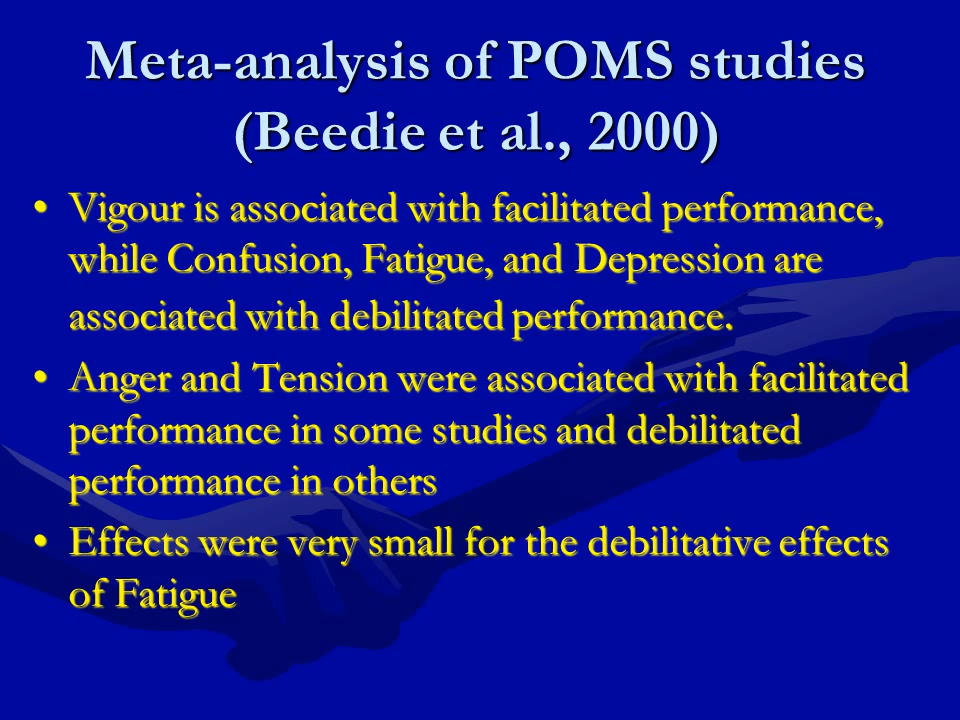 Meta-analysis of POMS studies
(Beedie et al., 2000)
• Vigour is associated with facilitated performance,
while Confusion, Fatigue, and Depression are
associated with debilitated performance.
• Anger and Tension were associated with facilitated
performance in some studies and debilitated
performance in others
• Effects were very small for the debilitative effects
of Fatigue